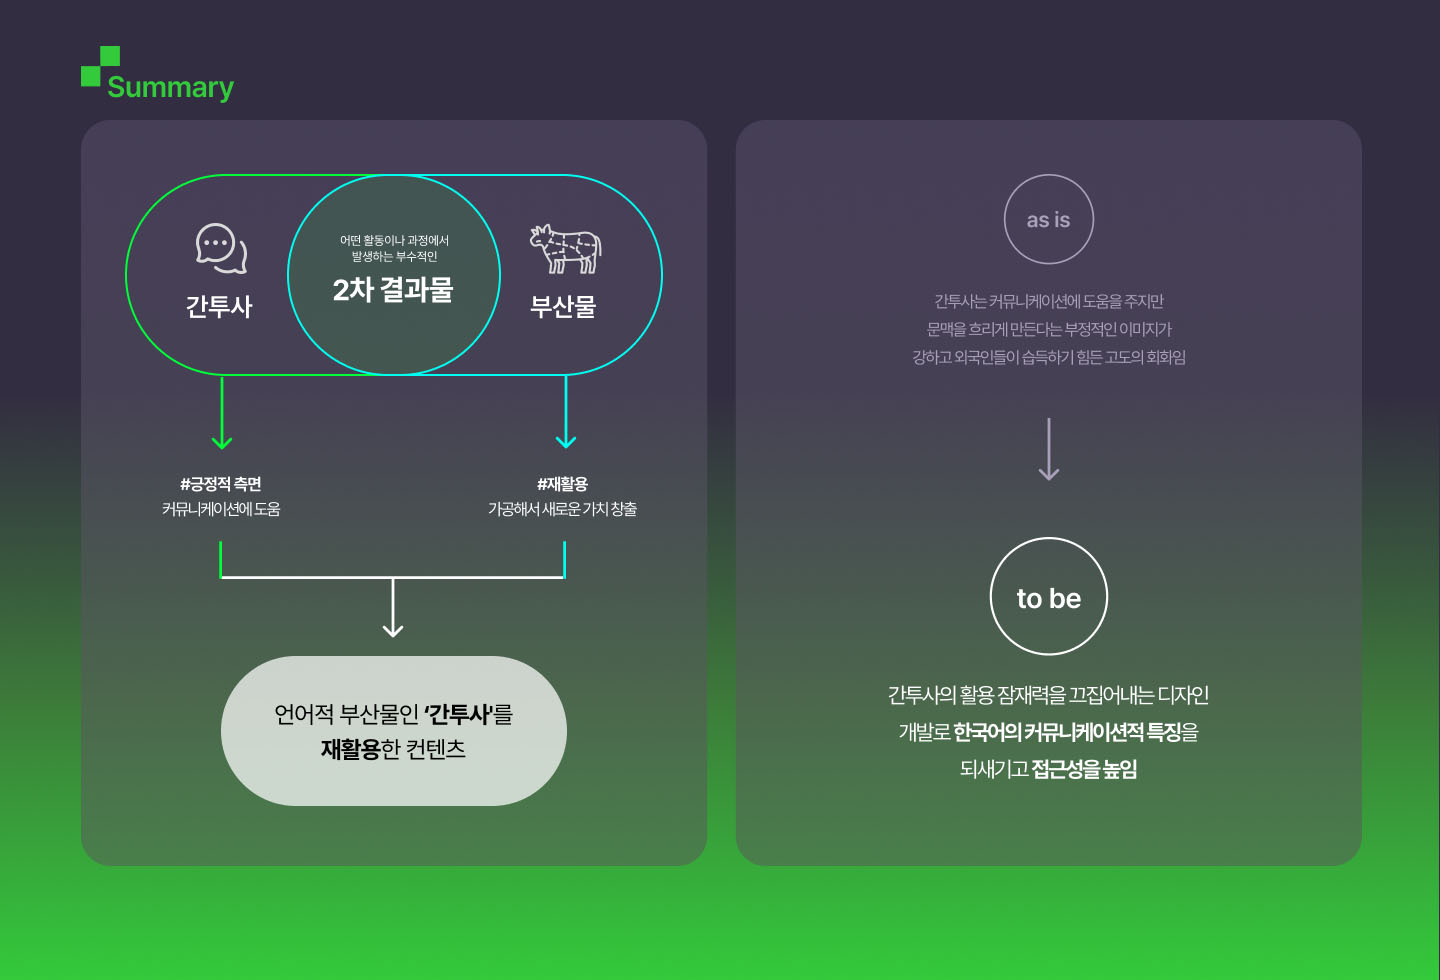 Summary
간투사
어떤 활동이나 과정에서
발생하는 부수적인
2차 결과물
부산물
#긍정적 측면
커뮤니케이션에 도움
#재활용
가공해서 새로운 가치 창출
언어적 부산물인 ‘간투사'를
재활용한 컨텐츠
as is
간투사는 커뮤니케이션에 도움을 주지만
문맥을 흐리게 만든다는 부정적인 이미지가
강하고 외국인들이 습득하기 힘든 고도의 회화임
to be
간투사의 활용 잠재력을 끄집어내는 디자인
개발로 한국어의 커뮤니케이션적 특징을
되새기고 접근성을 높임